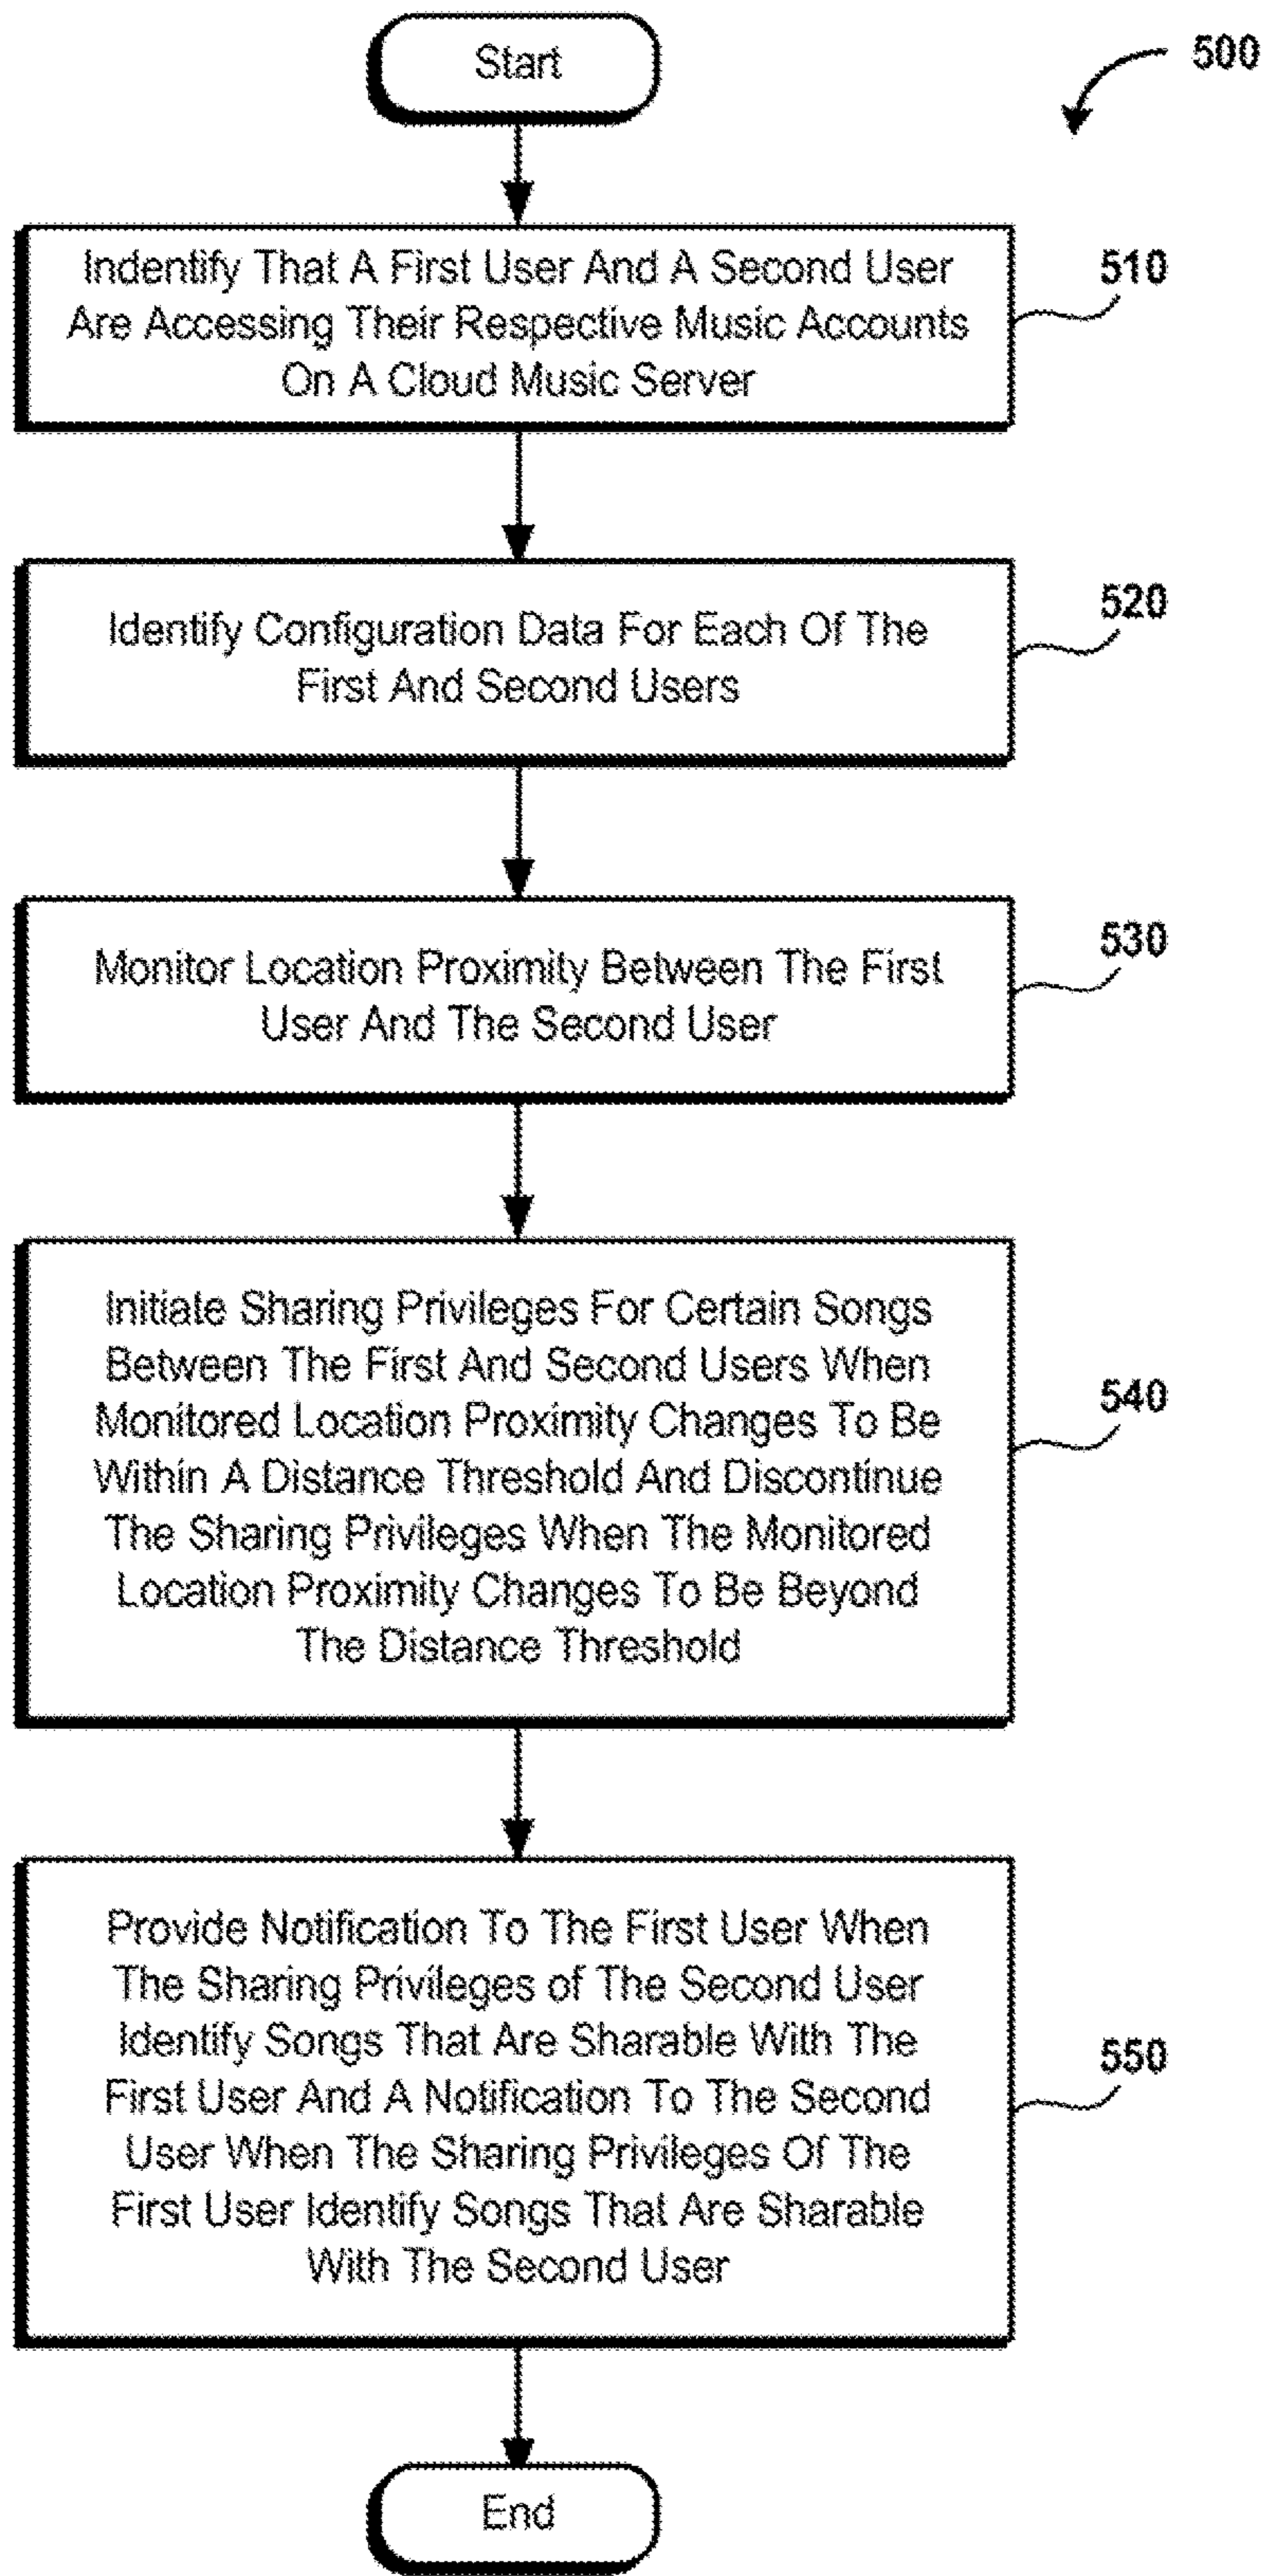 Start
500
Indentify That A First User And A Second User
Are Accessing Their Respective Music Accounts
On A Cloud Music Server
510
Identify Configuration Data For Each Of The
First And Second Users
520
Monitor Location Proximity Between The First
User And The Second User
530
Initiate Sharing Privileges For Certain Songs
Between The First And Second Users When
Monitored Location Proximity Changes To Be
Within A Distance Threshold And Discontinue
The Sharing Privileges When The Monitored
Location Proximity Changes To Be Beyond
The Distance Threshold
540
Provide Notification To The First User When
The Sharing Privileges of The Second User
Identify Songs That Are Sharable With The
First User And A Notification To The Second
User When The Sharing Privileges Of The
First User Identify Songs That Are Sharable
With The Second User
550
End